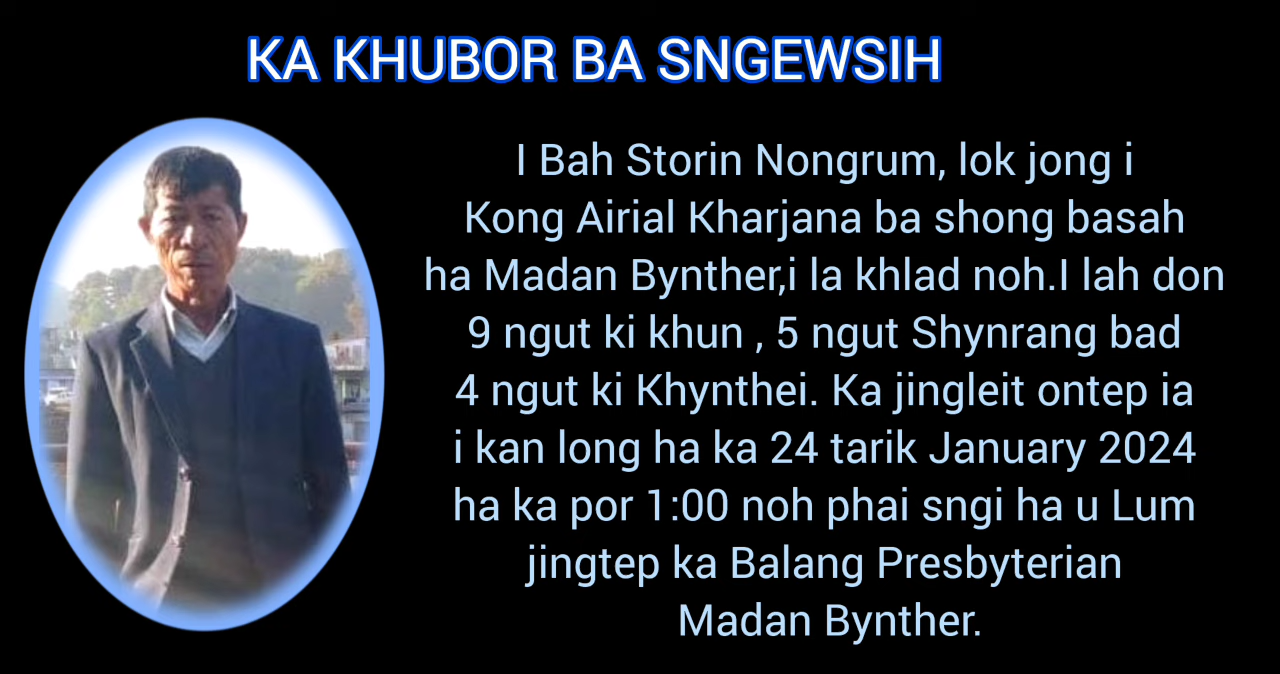 KA KHUBOR BA SNGEWSIH
I Bah Storin Nongrum, lok jong i
Kong Airial Kharjana ba shong basah
ha Madan Bynther,i la khlad noh.I lah don
9 ngut ki khun , 5 ngut Shynrang bad
4 ngut ki Khynthei. Ka jingleit ontep ia
i kan long ha ka 24 tarik January 2024
ha ka por 1:00 noh phai sngi ha u Lum
jingtep ka Balang Presbyterian
Madan Bynther.